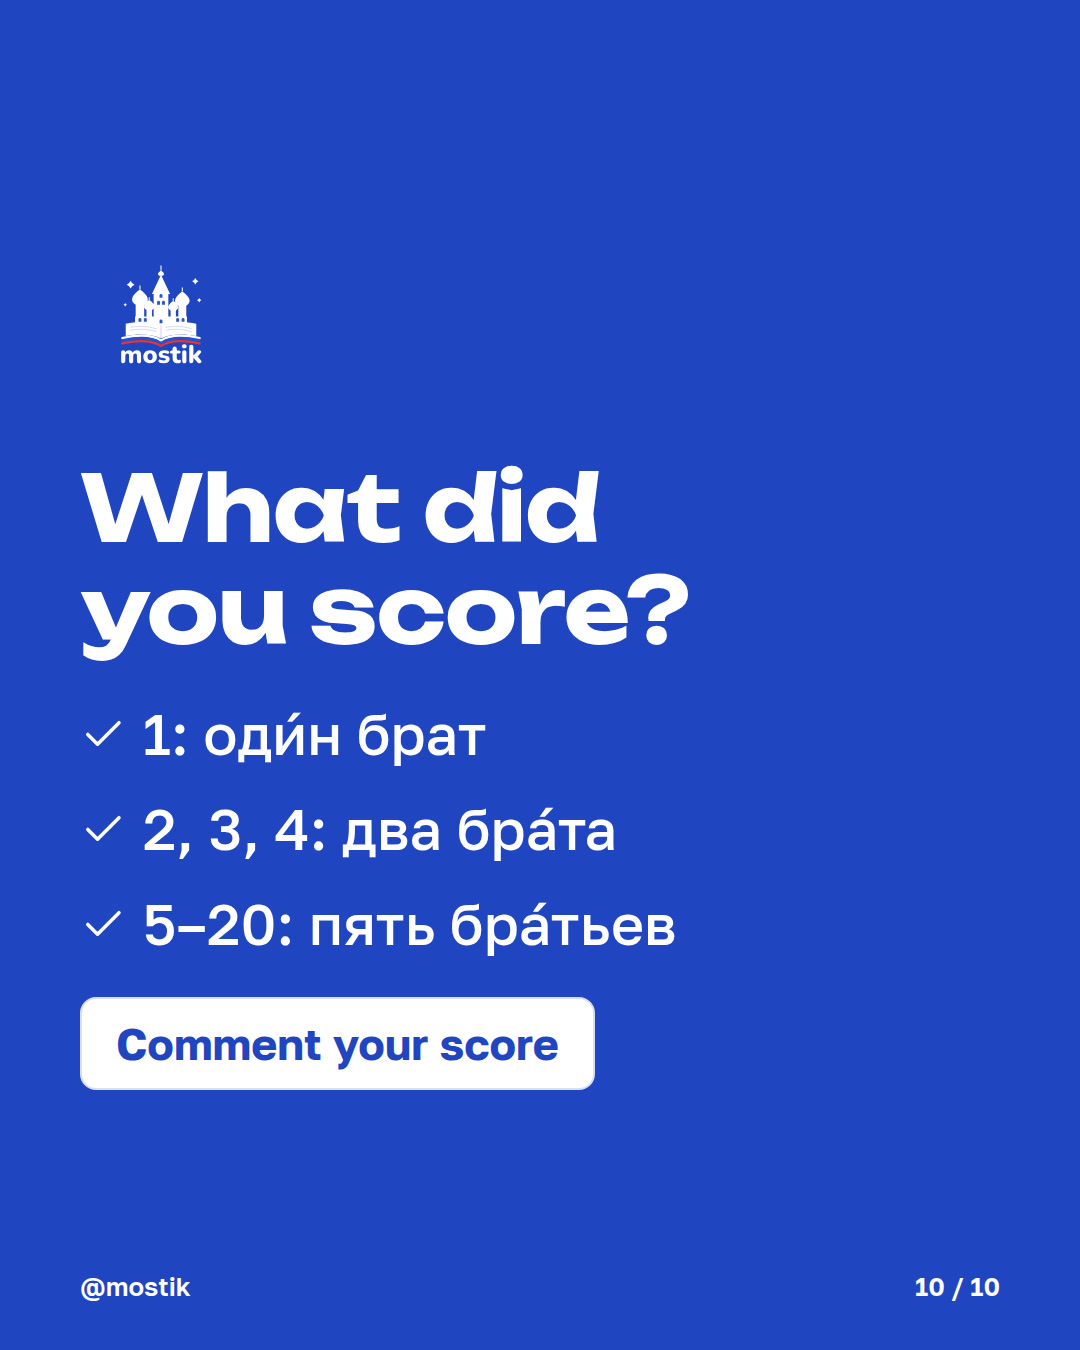 mostik
What did
you score?
1: оди́н брат
2, 3, 4: два бра́та
5–20: пять бра́тьев
Comment your score
@mostik
10 / 10